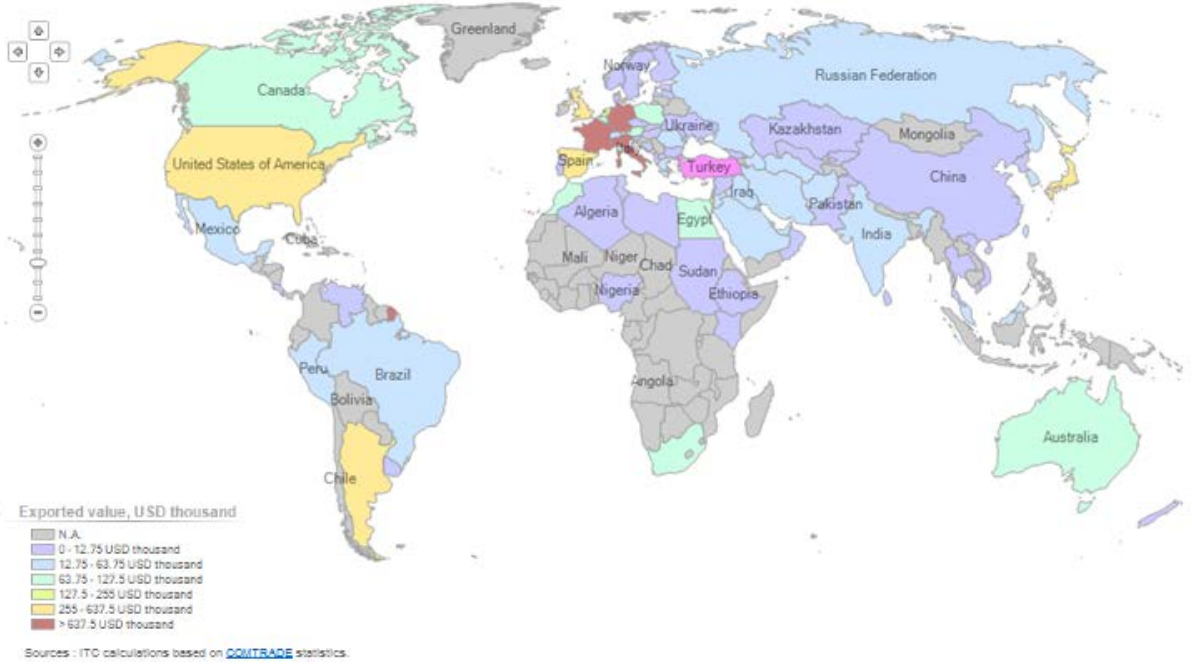 Greenland
Norway
Russian Federation
Canada
Ukraine
Kazakhstan
Mongolia
United States of America
Spain
Italy
Turkey
China
Iraq
Pakistan
Mexico
Cuba
Algeria
Egypt
India
Mali
Niger
Chad
Sudan
Nigeria
Ethiopia
Peru
Brazil
Angola
Bolivia
Australia
Chile
Exported value, USD thousand
N.A.
0 - 12.75 USD thousand
12.75 - 63.75 USD thousand
63.75 - 127.5 USD thousand
127.5 - 255 USD thousand
255 - 637.5 USD thousand
> 637.5 USD thousand
Sources : ITC calculations based on COMTRADE statistics.